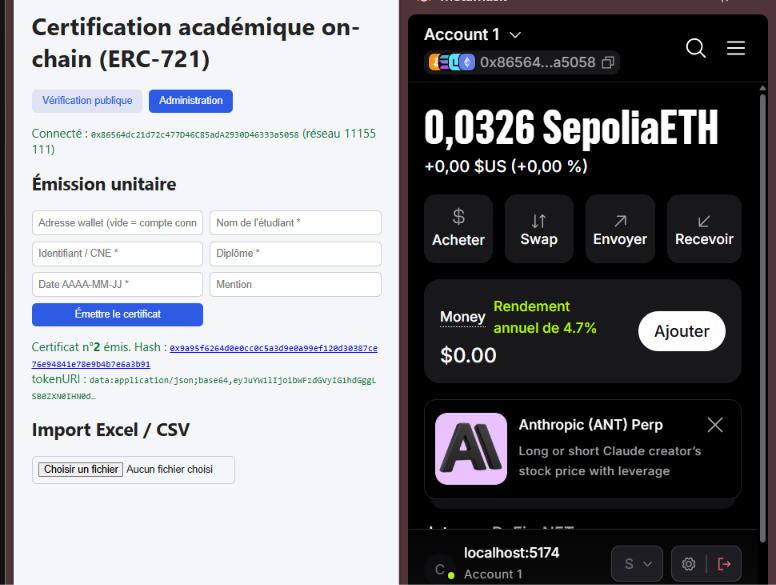 Certification académique on-
chain (ERC-721)
Vérification publique
Administration
Connecté : 0x86564dc21d72c477D46C85adA2930D46333a5058 (réseau 11155
111)
Émission unitaire
Adresse wallet (vide = compte conn
Nom de l'étudiant *
Identifiant / CNE *
Diplôme *
Date AAAA-MM-JJ *
Mention
Émettre le certificat
Certificat n°2 émis. Hash : 0x9a95f6264d0e0cc0c5a3d9e0a99ef120d30387ce
76e94841e78e9b4b7e6a3b91
tokenURI : data:application/json;base64,eyJuYW1lIjoibWFzdGVyIG1hdGggL
SB0ZXN0IHN0d…
Import Excel / CSV
Choisir un fichier Aucun fichier choisi
Account 1
0x86564...a5058
0,0326 SepoliaETH
+0,00 $US (+0,00 %)
Acheter
Swap
Envoyer
Recevoir
Money
Rendement
annuel de 4.7%
$0.00
Ajouter
Anthropic (ANT) Perp
Long or short Claude creator's
stock price with leverage
localhost:5174
Account 1
C
S